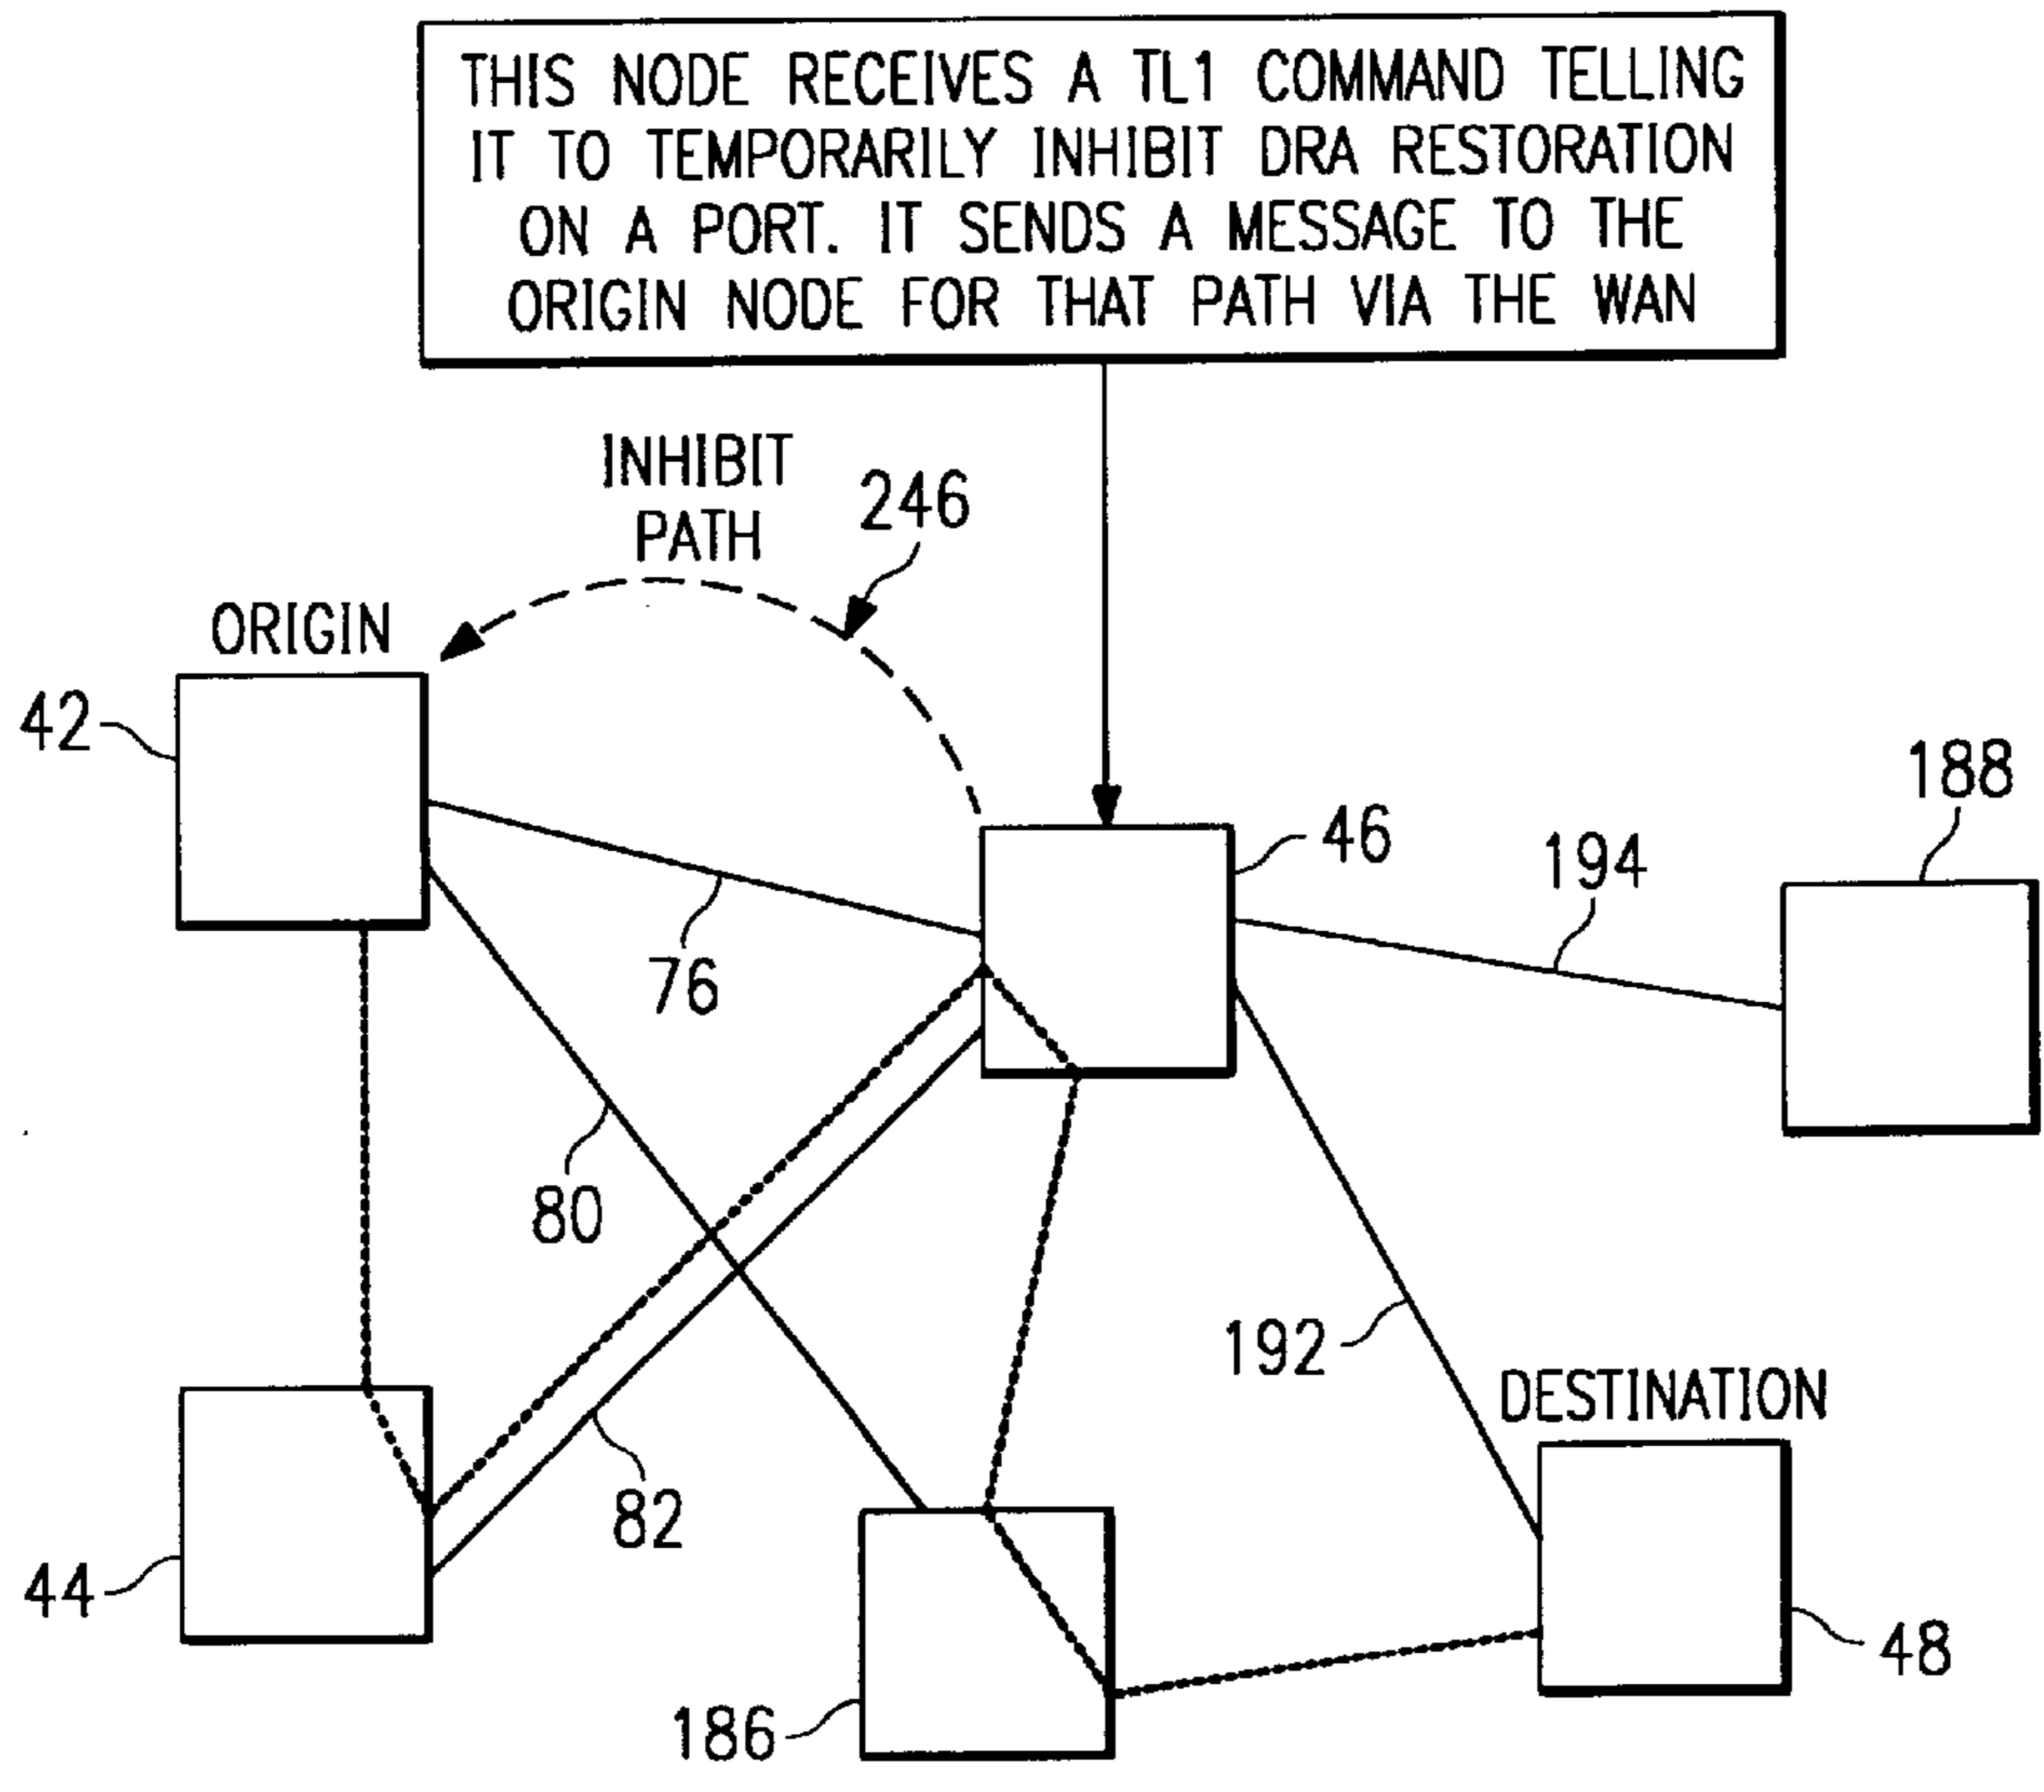 THIS NODE RECEIVES A TL1 COMMAND TELLING
IT TO TEMPORARILY INHIBIT DRA RESTORATION
ON A PORT. IT SENDS A MESSAGE TO THE
ORIGIN NODE FOR THAT PATH VIA THE WAN
INHIBIT
PATH
246
ORIGIN
42
46
188
194
76
80
192
DESTINATION
82
44
48
186